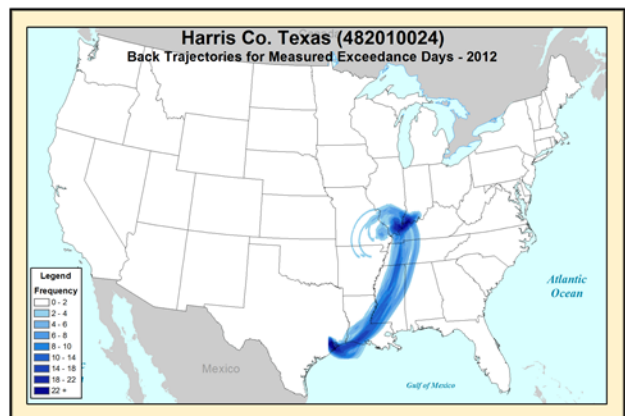 Harris Co. Texas (482010024)
Back Trajectories for Measured Exceedance Days - 2012
Legend
Frequency
0 - 2
2 - 4
4 - 6
6 - 8
8 - 10
10 - 14
14 - 18
18 - 22
22 +
Mexico
Gulf of Mexico
Atlantic
Ocean